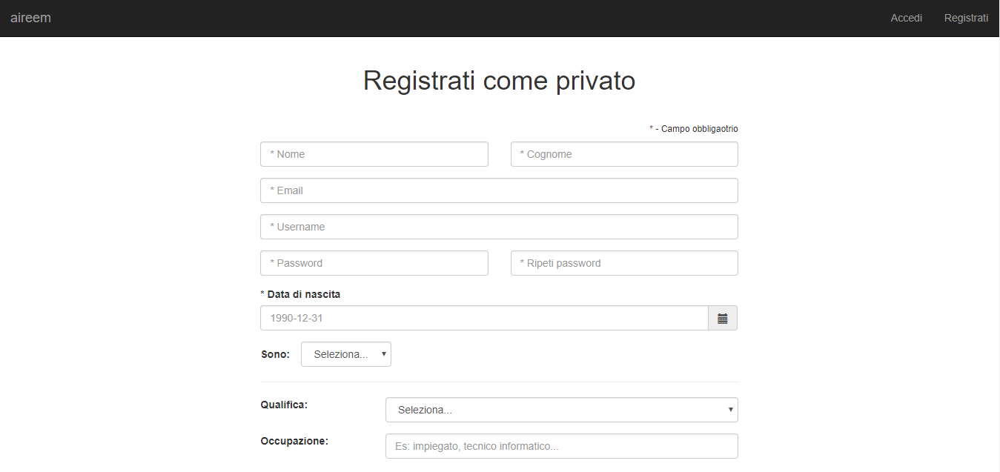 aireem Accedi Registrati
Registrati come privato
* - Campo obbligaotrio
* Nome * Cognome
* Email
* Username
* Password * Ripeti password
* Data di nascita
1990-12-31
Sono: Seleziona...
Qualifica: Seleziona...
Occupazione: Es: impiegato, tecnico informatico...